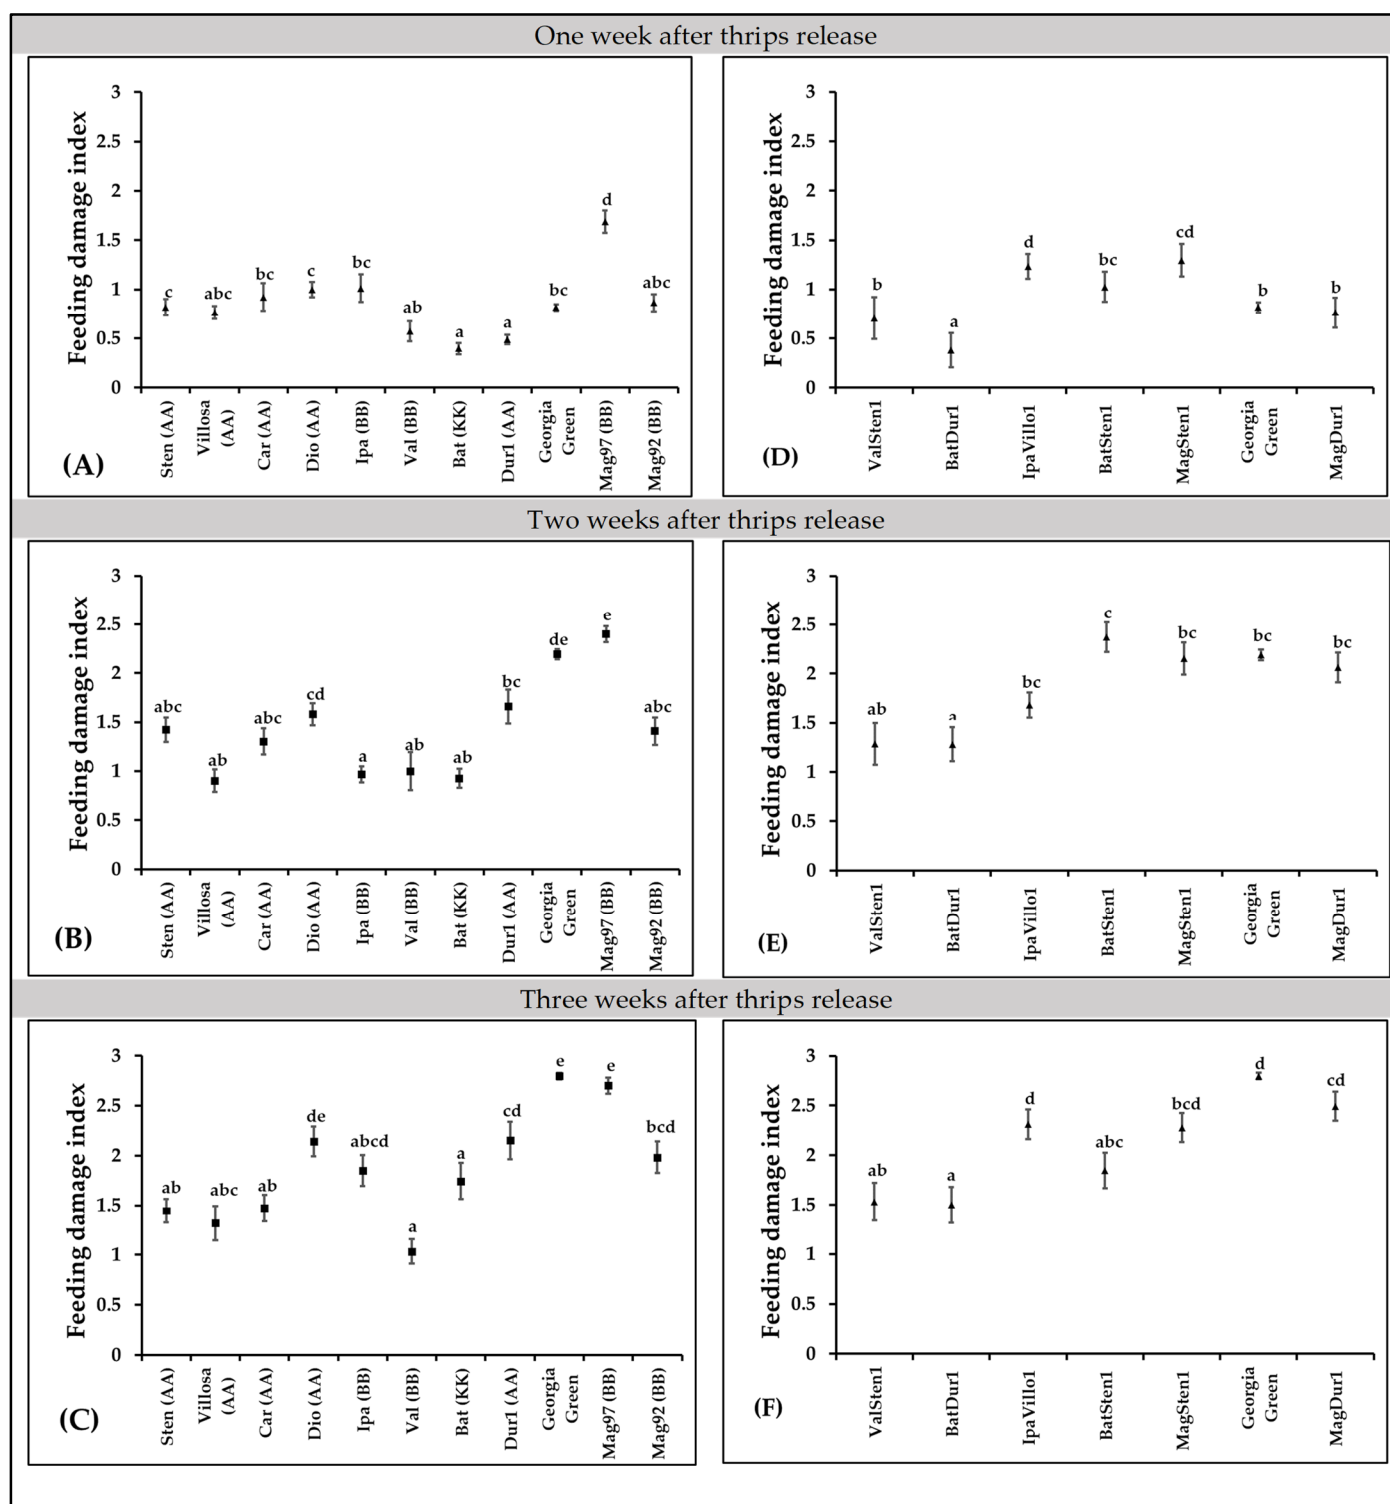 One week after thrips release
Feeding damage index
3
2.5
2
1.5
1
0.5
0
c
abc
bc
c
bc
ab
a
a
bc
d
abc
Sten (AA)
Villosa
(AA)
Car (AA)
Dio (AA)
Ipa (BB)
Val (BB)
Bat (KK)
Dur1 (AA)
Georgia
Green
Mag97 (BB)
Mag92 (BB)
(A)
Feeding damage index
3
2.5
2
1.5
1
0.5
0
b
a
d
bc
cd
b
b
ValSten1
BatDur1
IpaVillo1
BatSten1
MagSten1
Georgia
Green
MagDur1
(D)
Two weeks after thrips release
Feeding damage index
3
2.5
2
1.5
1
0.5
0
abc
ab
abc
cd
a
ab
ab
bc
de
e
abc
Sten (AA)
Villosa
(AA)
Car (AA)
Dio (AA)
Ipa (BB)
Val (BB)
Bat (KK)
Dur1 (AA)
Georgia
Green
Mag97 (BB)
Mag92 (BB)
(B)
Feeding damage index
3
2.5
2
1.5
1
0.5
0
ab
a
bc
c
bc
bc
bc
ValSten1
BatDur1
IpaVillo1
BatSten1
MagSten1
Georgia
Green
MagDur1
(E)
Three weeks after thrips release
Feeding damage index
3
2.5
2
1.5
1
0.5
0
ab
abc
ab
de
abcd
a
a
cd
e
e
bcd
Sten (AA)
Villosa
(AA)
Car (AA)
Dio (AA)
Ipa (BB)
Val (BB)
Bat (KK)
Dur1 (AA)
Georgia
Green
Mag97 (BB)
Mag92 (BB)
(C)
Feeding damage index
3
2.5
2
1.5
1
0.5
0
ab
a
d
abc
bcd
d
cd
ValSten1
BatDur1
IpaVillo1
BatSten1
MagSten1
Georgia
Green
MagDur1
(F)